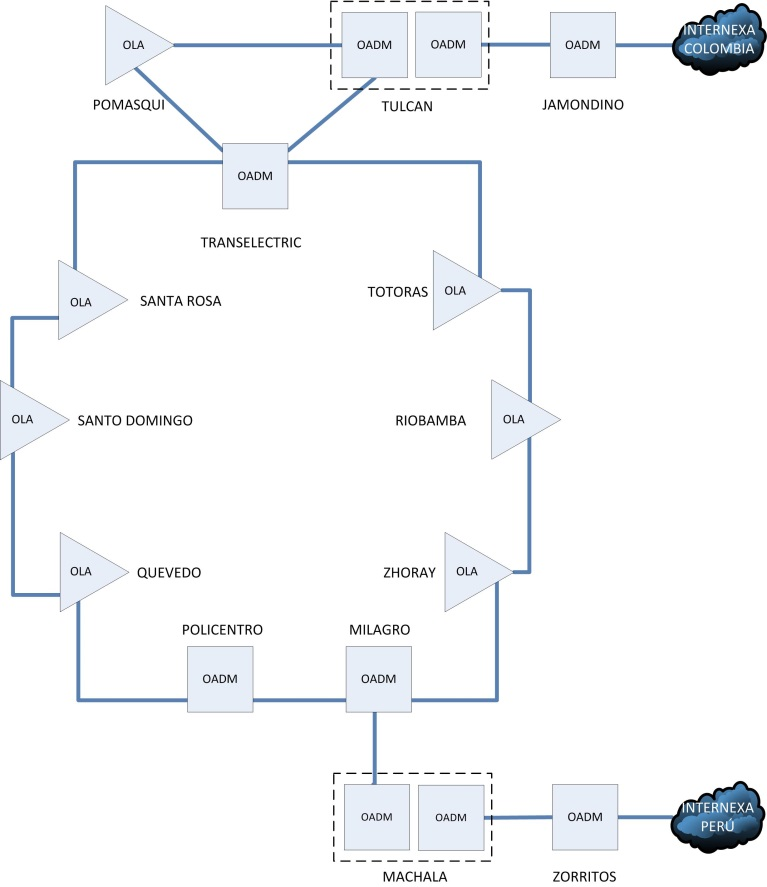 OLA
OADM
OADM
OADM
INTERNEXA
COLOMBIA
POMASQUI
TULCAN
JAMONDINO
OADM
TRANSELECTRIC
OLA
SANTA ROSA
TOTORAS
OLA
OLA
SANTO DOMINGO
RIOBAMBA
OLA
OLA
QUEVEDO
ZHORAY
OLA
POLICENTRO
MILAGRO
OADM
OADM
OADM
OADM
OADM
INTERNEXA
PERÚ
MACHALA
ZORRITOS